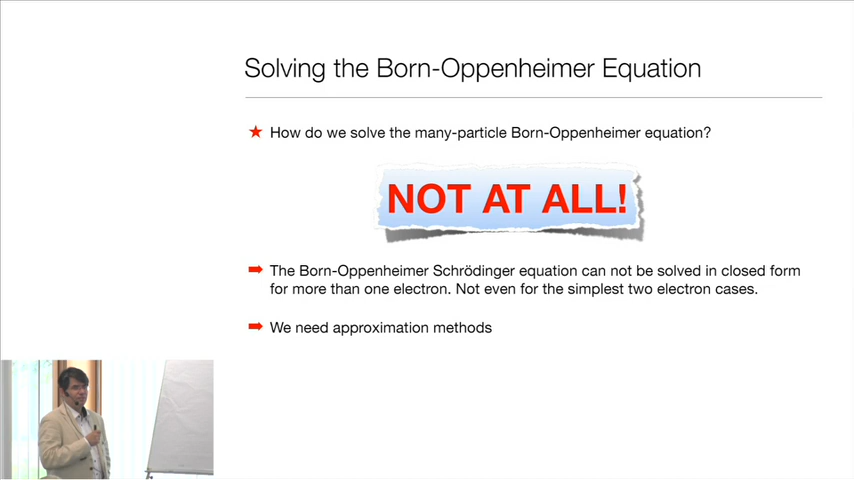 Solving the Born-Oppenheimer Equation
How do we solve the many-particle Born-Oppenheimer equation?
NOT AT ALL!
The Born-Oppenheimer Schrödinger equation can not be solved in closed form
for more than one electron. Not even for the simplest two electron cases.
We need approximation methods